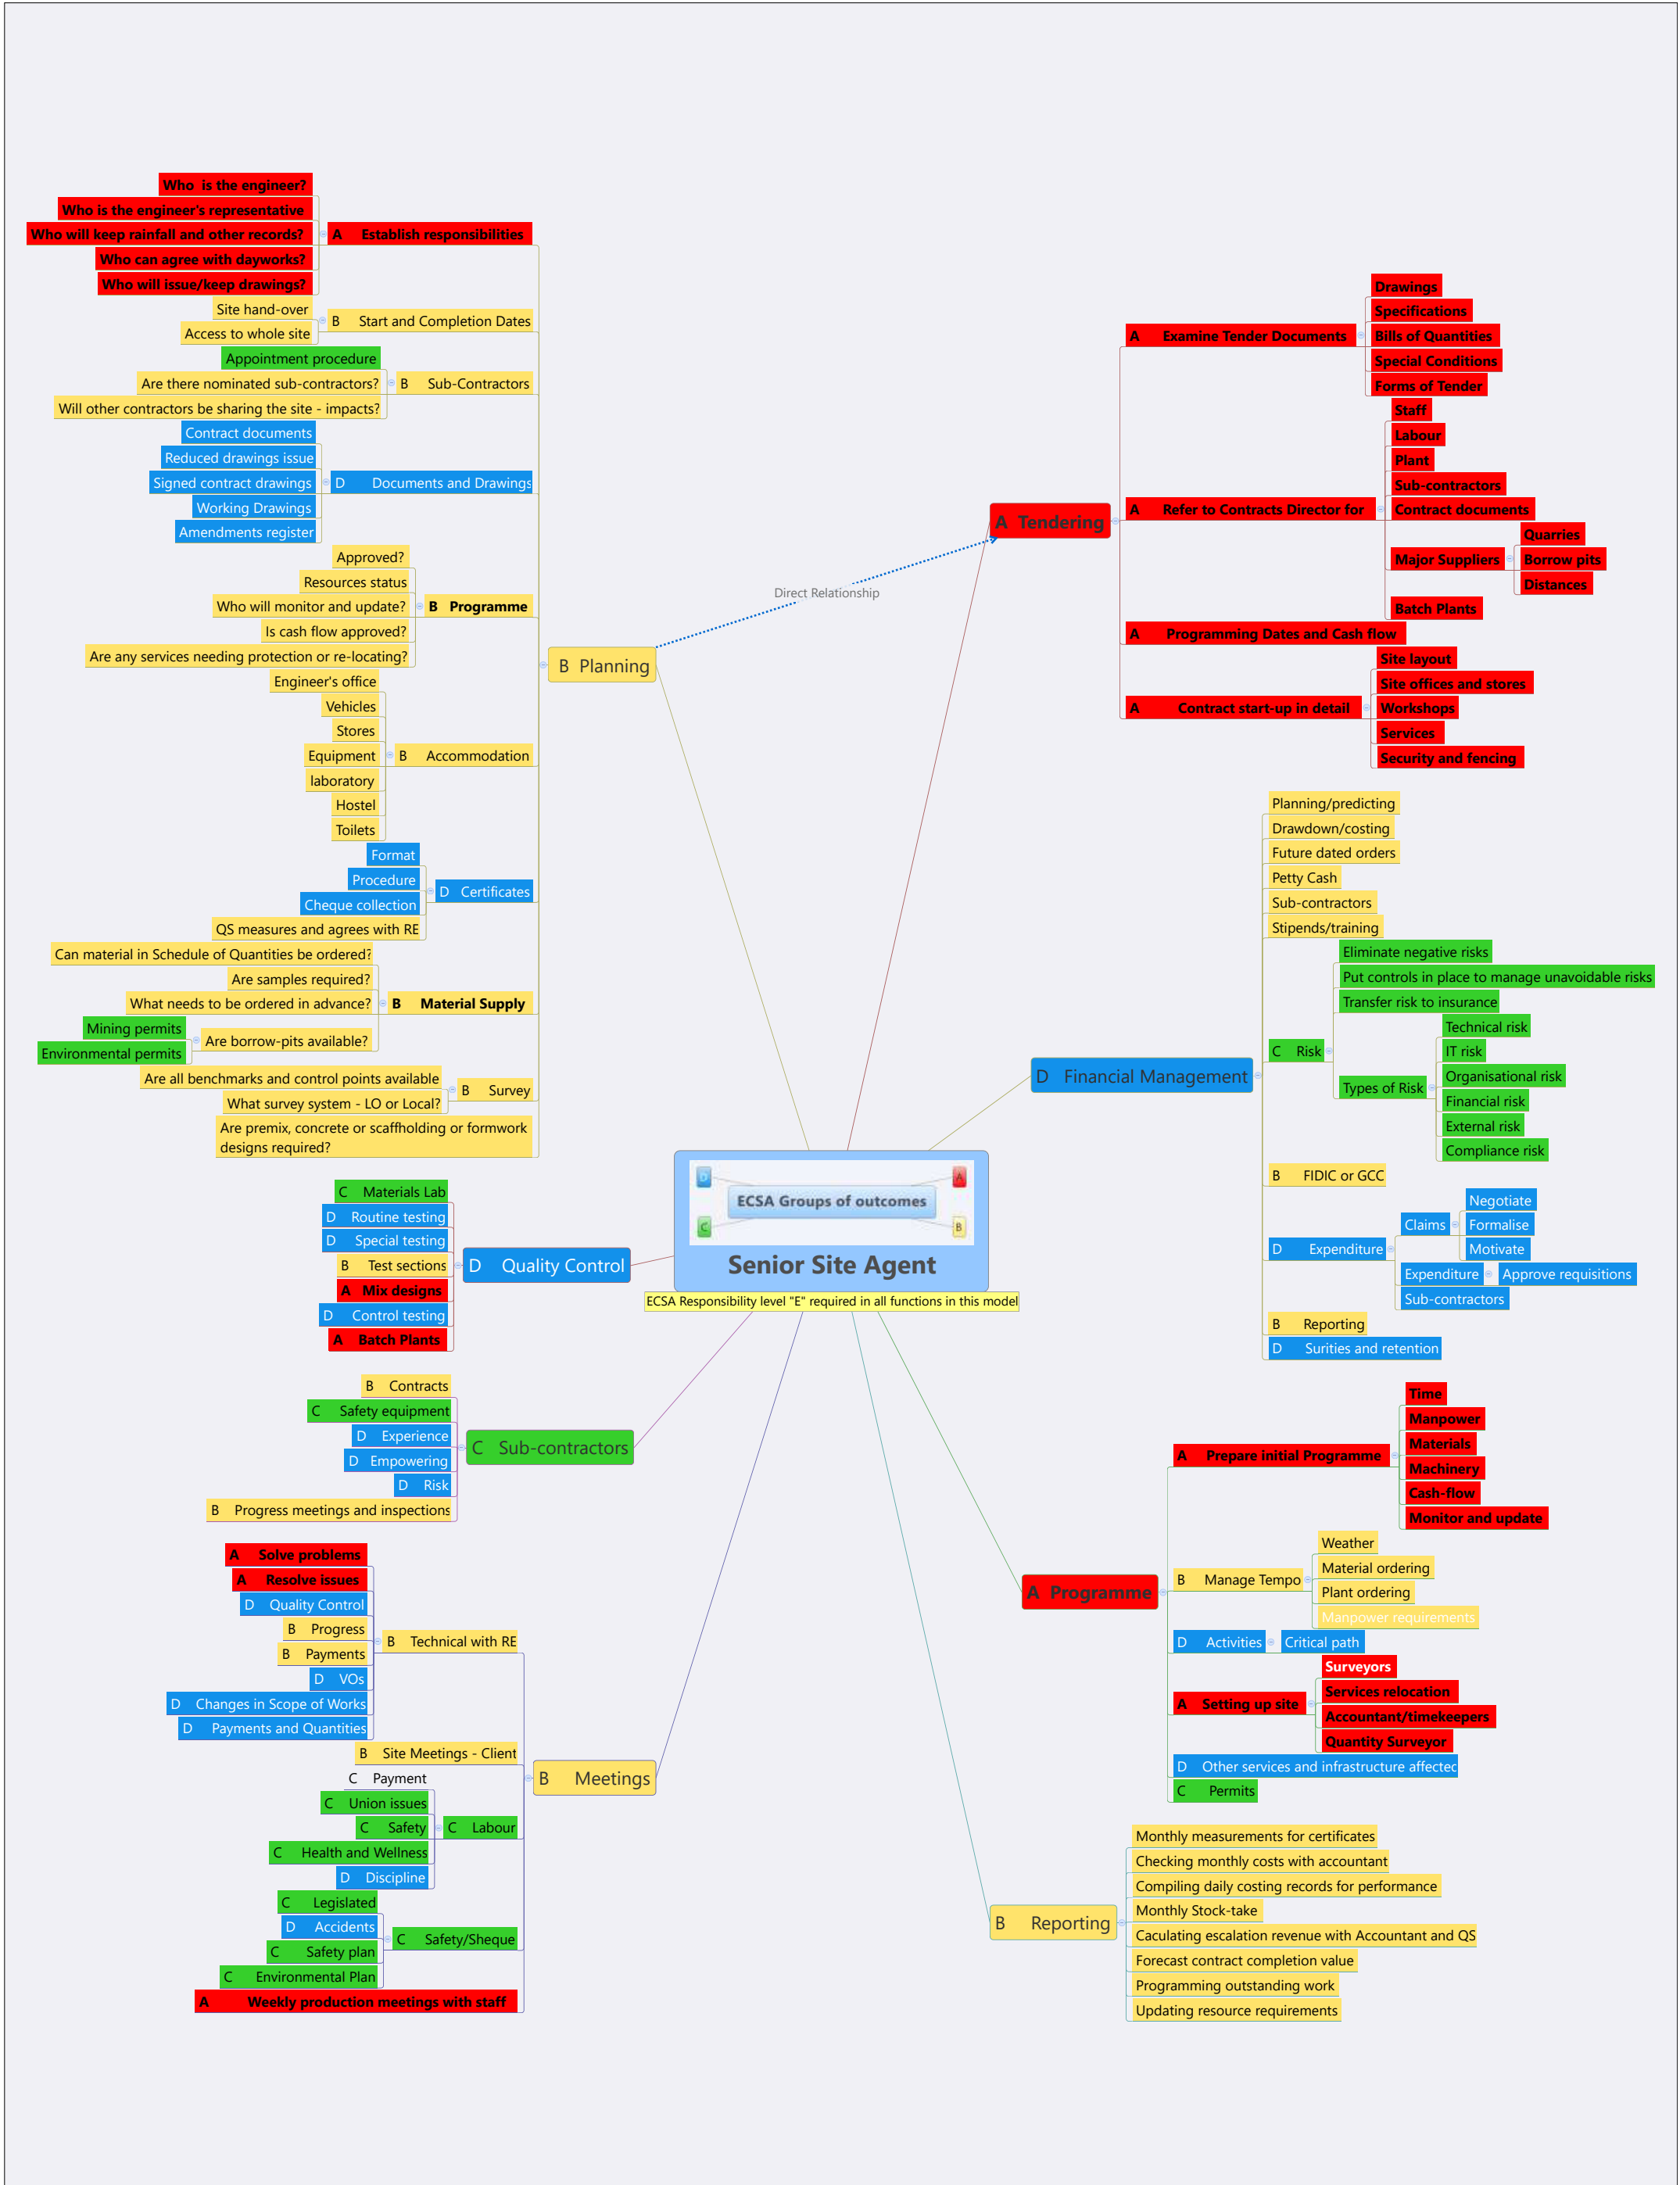 Who is the engineer?
Who is the engineer's representative
Who will keep rainfall and other records?
A Establish responsibilities
Who can agree with dayworks?
Who will issue/keep drawings?
Site hand-over
B Start and Completion Dates
Access to whole site
Appointment procedure
Are there nominated sub-contractors?
B Sub-Contractors
Will other contractors be sharing the site - impacts?
Contract documents
Reduced drawings issue
Signed contract drawings
D Documents and Drawings
Working Drawings
Amendments register
Approved?
Resources status
Who will monitor and update?
B Programme
Is cash flow approved?
Are any services needing protection or re-locating?
B Planning
Engineer's office
Vehicles
Stores
Equipment
B Accommodation
laboratory
Hostel
Toilets
Format
Procedure
D Certificates
Cheque collection
QS measures and agrees with RE
Can material in Schedule of Quantities be ordered?
Are samples required?
What needs to be ordered in advance?
B Material Supply
Mining permits
Are borrow-pits available?
Environmental permits
Are all benchmarks and control points available
B Survey
What survey system - LO or Local?
Are premix, concrete or scaffholding or formwork
designs required?
Direct Relationship
A Tendering
A Examine Tender Documents
Drawings
Specifications
Bills of Quantities
Special Conditions
Forms of Tender
A Refer to Contracts Director for
Staff
Labour
Plant
Sub-contractors
Contract documents
Major Suppliers
Quarries
Borrow pits
Distances
Batch Plants
A Programming Dates and Cash flow
A Contract start-up in detail
Site layout
Site offices and stores
Workshops
Services
Security and fencing
D Financial Management
Planning/predicting
Drawdown/costing
Future dated orders
Petty Cash
Sub-contractors
Stipends/training
C Risk
Eliminate negative risks
Put controls in place to manage unavoidable risks
Transfer risk to insurance
Types of Risk
Technical risk
IT risk
Organisational risk
Financial risk
External risk
Compliance risk
B FIDIC or GCC
D Expenditure
Claims
Negotiate
Formalise
Motivate
Expenditure
Approve requisitions
Sub-contractors
B Reporting
D Surities and retention
D
A
ECSA Groups of outcomes
C
B
Senior Site Agent
ECSA Responsibility level "E" required in all functions in this model
C Materials Lab
D Routine testing
D Special testing
B Test sections
D Quality Control
A Mix designs
D Control testing
A Batch Plants
B Contracts
C Safety equipment
D Experience
C Sub-contractors
D Empowering
D Risk
B Progress meetings and inspections
A Solve problems
A Resolve issues
D Quality Control
B Progress
B Technical with RE
B Payments
D VOs
D Changes in Scope of Works
D Payments and Quantities
B Site Meetings - Client
B Meetings
C Payment
C Union issues
C Safety
C Labour
C Health and Wellness
D Discipline
C Legislated
D Accidents
C Safety/Sheque
C Safety plan
C Environmental Plan
A Weekly production meetings with staff
A Programme
A Prepare initial Programme
Time
Manpower
Materials
Machinery
Cash-flow
Monitor and update
B Manage Tempo
Weather
Material ordering
Plant ordering
Manpower requirements
D Activities
Critical path
A Setting up site
Surveyors
Services relocation
Accountant/timekeepers
Quantity Surveyor
D Other services and infrastructure affected
C Permits
B Reporting
Monthly measurements for certificates
Checking monthly costs with accountant
Compiling daily costing records for performance
Monthly Stock-take
Caculating escalation revenue with Accountant and QS
Forecast contract completion value
Programming outstanding work
Updating resource requirements